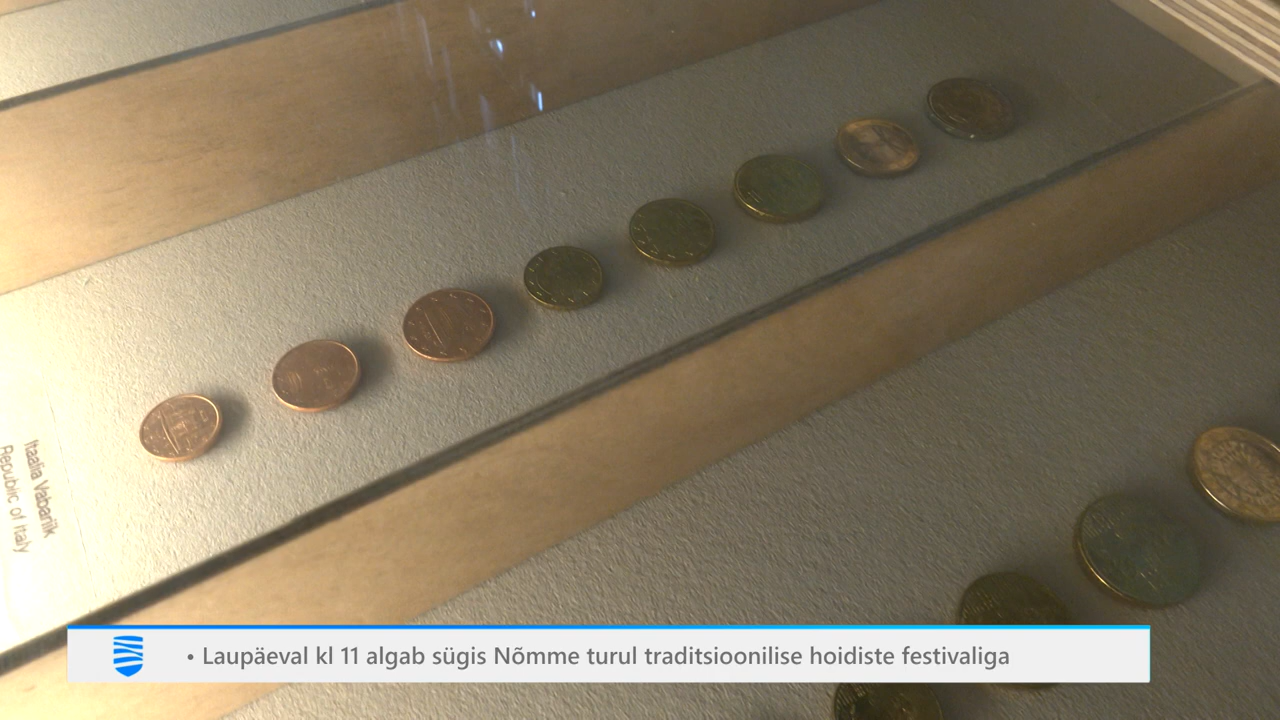 Itaalia Vabariik
Republic of Italy
• Laupäeval kl 11 algab sügis Nõmme turul traditsioonilise hoidiste festivaliga